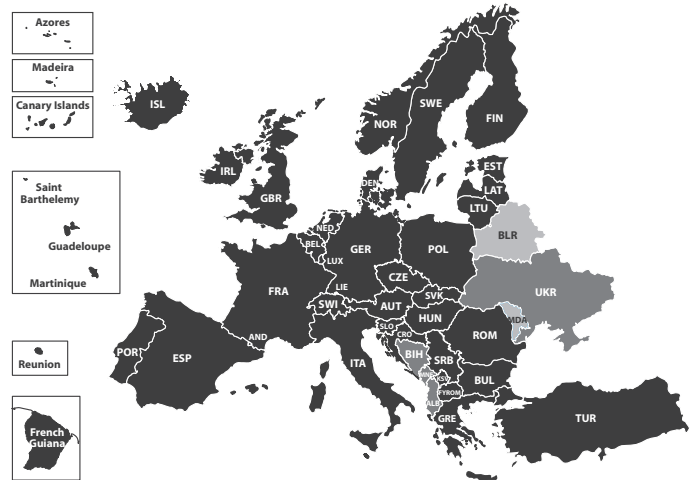 Azores
Madeira
Canary Islands
Saint
Barthelemy
Guadeloupe
Martinique
Reunion
French
Guiana
ISL
NOR
SWE
FIN
IRL
GBR
DEN
EST
LAT
LTU
BLR
NED
BEL
LUX
GER
POL
UKR
CZE
SVK
LIE
SWI
AUT
HUN
MDA
ROM
FRA
SLO
CRO
BIH
SRB
BUL
AND
POR
ESP
ITA
MNE
KSV
FYROM
ALB
GRE
TUR